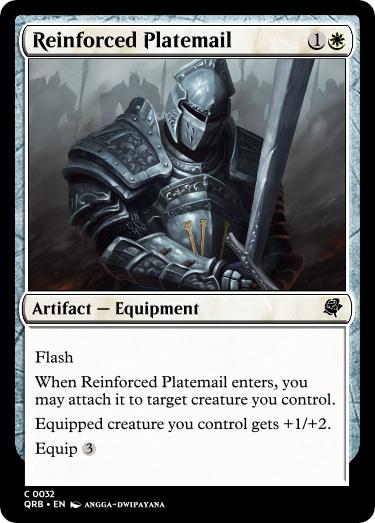 Reinforced Platemail 1
Artifact — Equipment
Flash
When Reinforced Platemail enters, you
may attach it to target creature you control.
Equipped creature you control gets +1/+2.
Equip 3
C 0032
QRB • EN ANGGA-DWIPAYANA